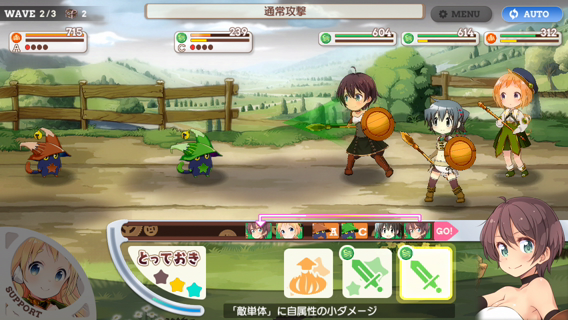 WAVE 2/3 2
通常攻撃
MENU
AUTO
715
A
239
C
604
614
312
A C GO!
とっておき
SUPPORT
「敵単体」に自属性の小ダメージ